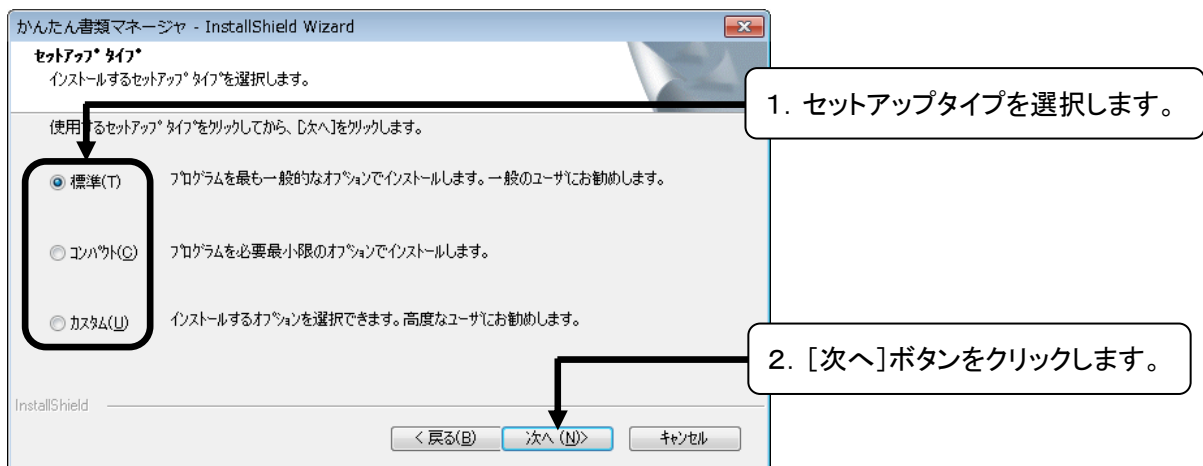 かんたん書類マネージャ - InstallShield Wizard
セットアップ タイプ
インストールするセットアップ タイプを選択します。
1. セットアップタイプを選択します。
使用するセットアップ タイプをクリックしてから、[次へ]をクリックします。
標準(T) プログラムを最も一般的なオプションでインストールします。一般のユーザにお勧めします。
コンパクト(C) プログラムを必要最小限のオプションでインストールします。
カスタム(U) インストールするオプションを選択できます。高度なユーザにお勧めします。
2. [次へ]ボタンをクリックします。
InstallShield
< 戻る(B) 次へ (N)> キャンセル